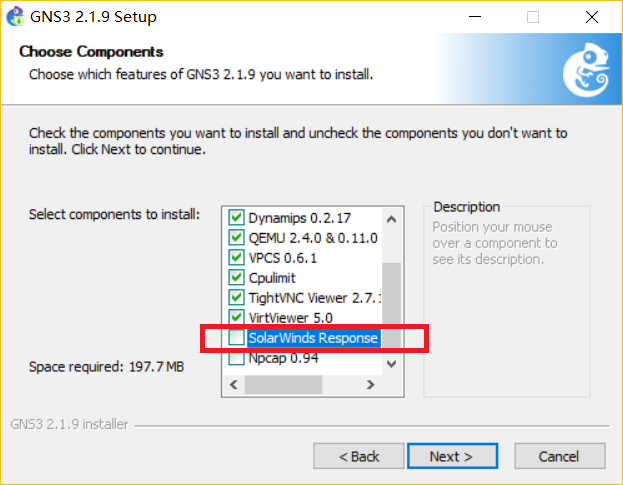 GNS3 2.1.9 Setup
Choose Components
Choose which features of GNS3 2.1.9 you want to install.
Check the components you want to install and uncheck the components you don't want to
install. Click Next to continue.
Select components to install:
Dynamips 0.2.17
QEMU 2.4.0 & 0.11.0
VPCS 0.6.1
Cpulimit
TightVNC Viewer 2.7.1
VirtViewer 5.0
SolarWinds Response
Npcap 0.94
Description
Position your mouse
over a component to
see its description.
Space required: 197.7 MB
GNS3 2.1.9 installer
< Back
Next >
Cancel